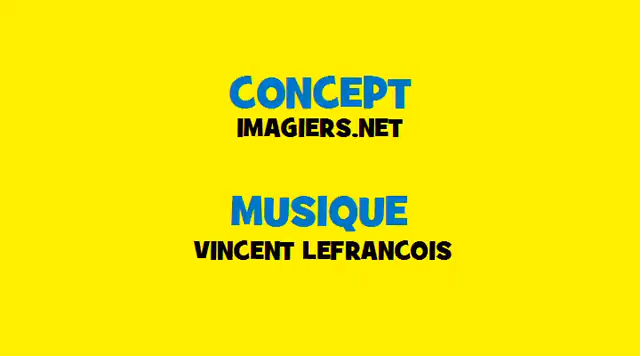 CONCEPT
IMAGIERS.NET
MUSIQUE
VINCENT LEFRANCOIS